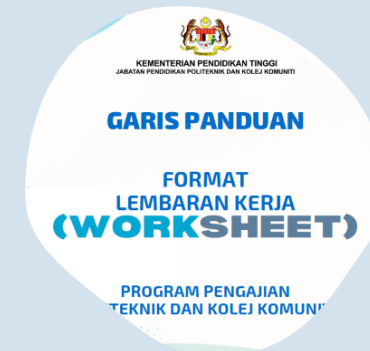 KEMENTERIAN PENDIDIKAN TINGGI
JABATAN PENDIDIKAN POLITEKNIK DAN KOLEJ KOMUNITI
GARIS PANDUAN
FORMAT
LEMBARAN KERJA
(WORKSHEET)
PROGRAM PENGAJIAN
TEKNIK DAN KOLEJ KOMUNI